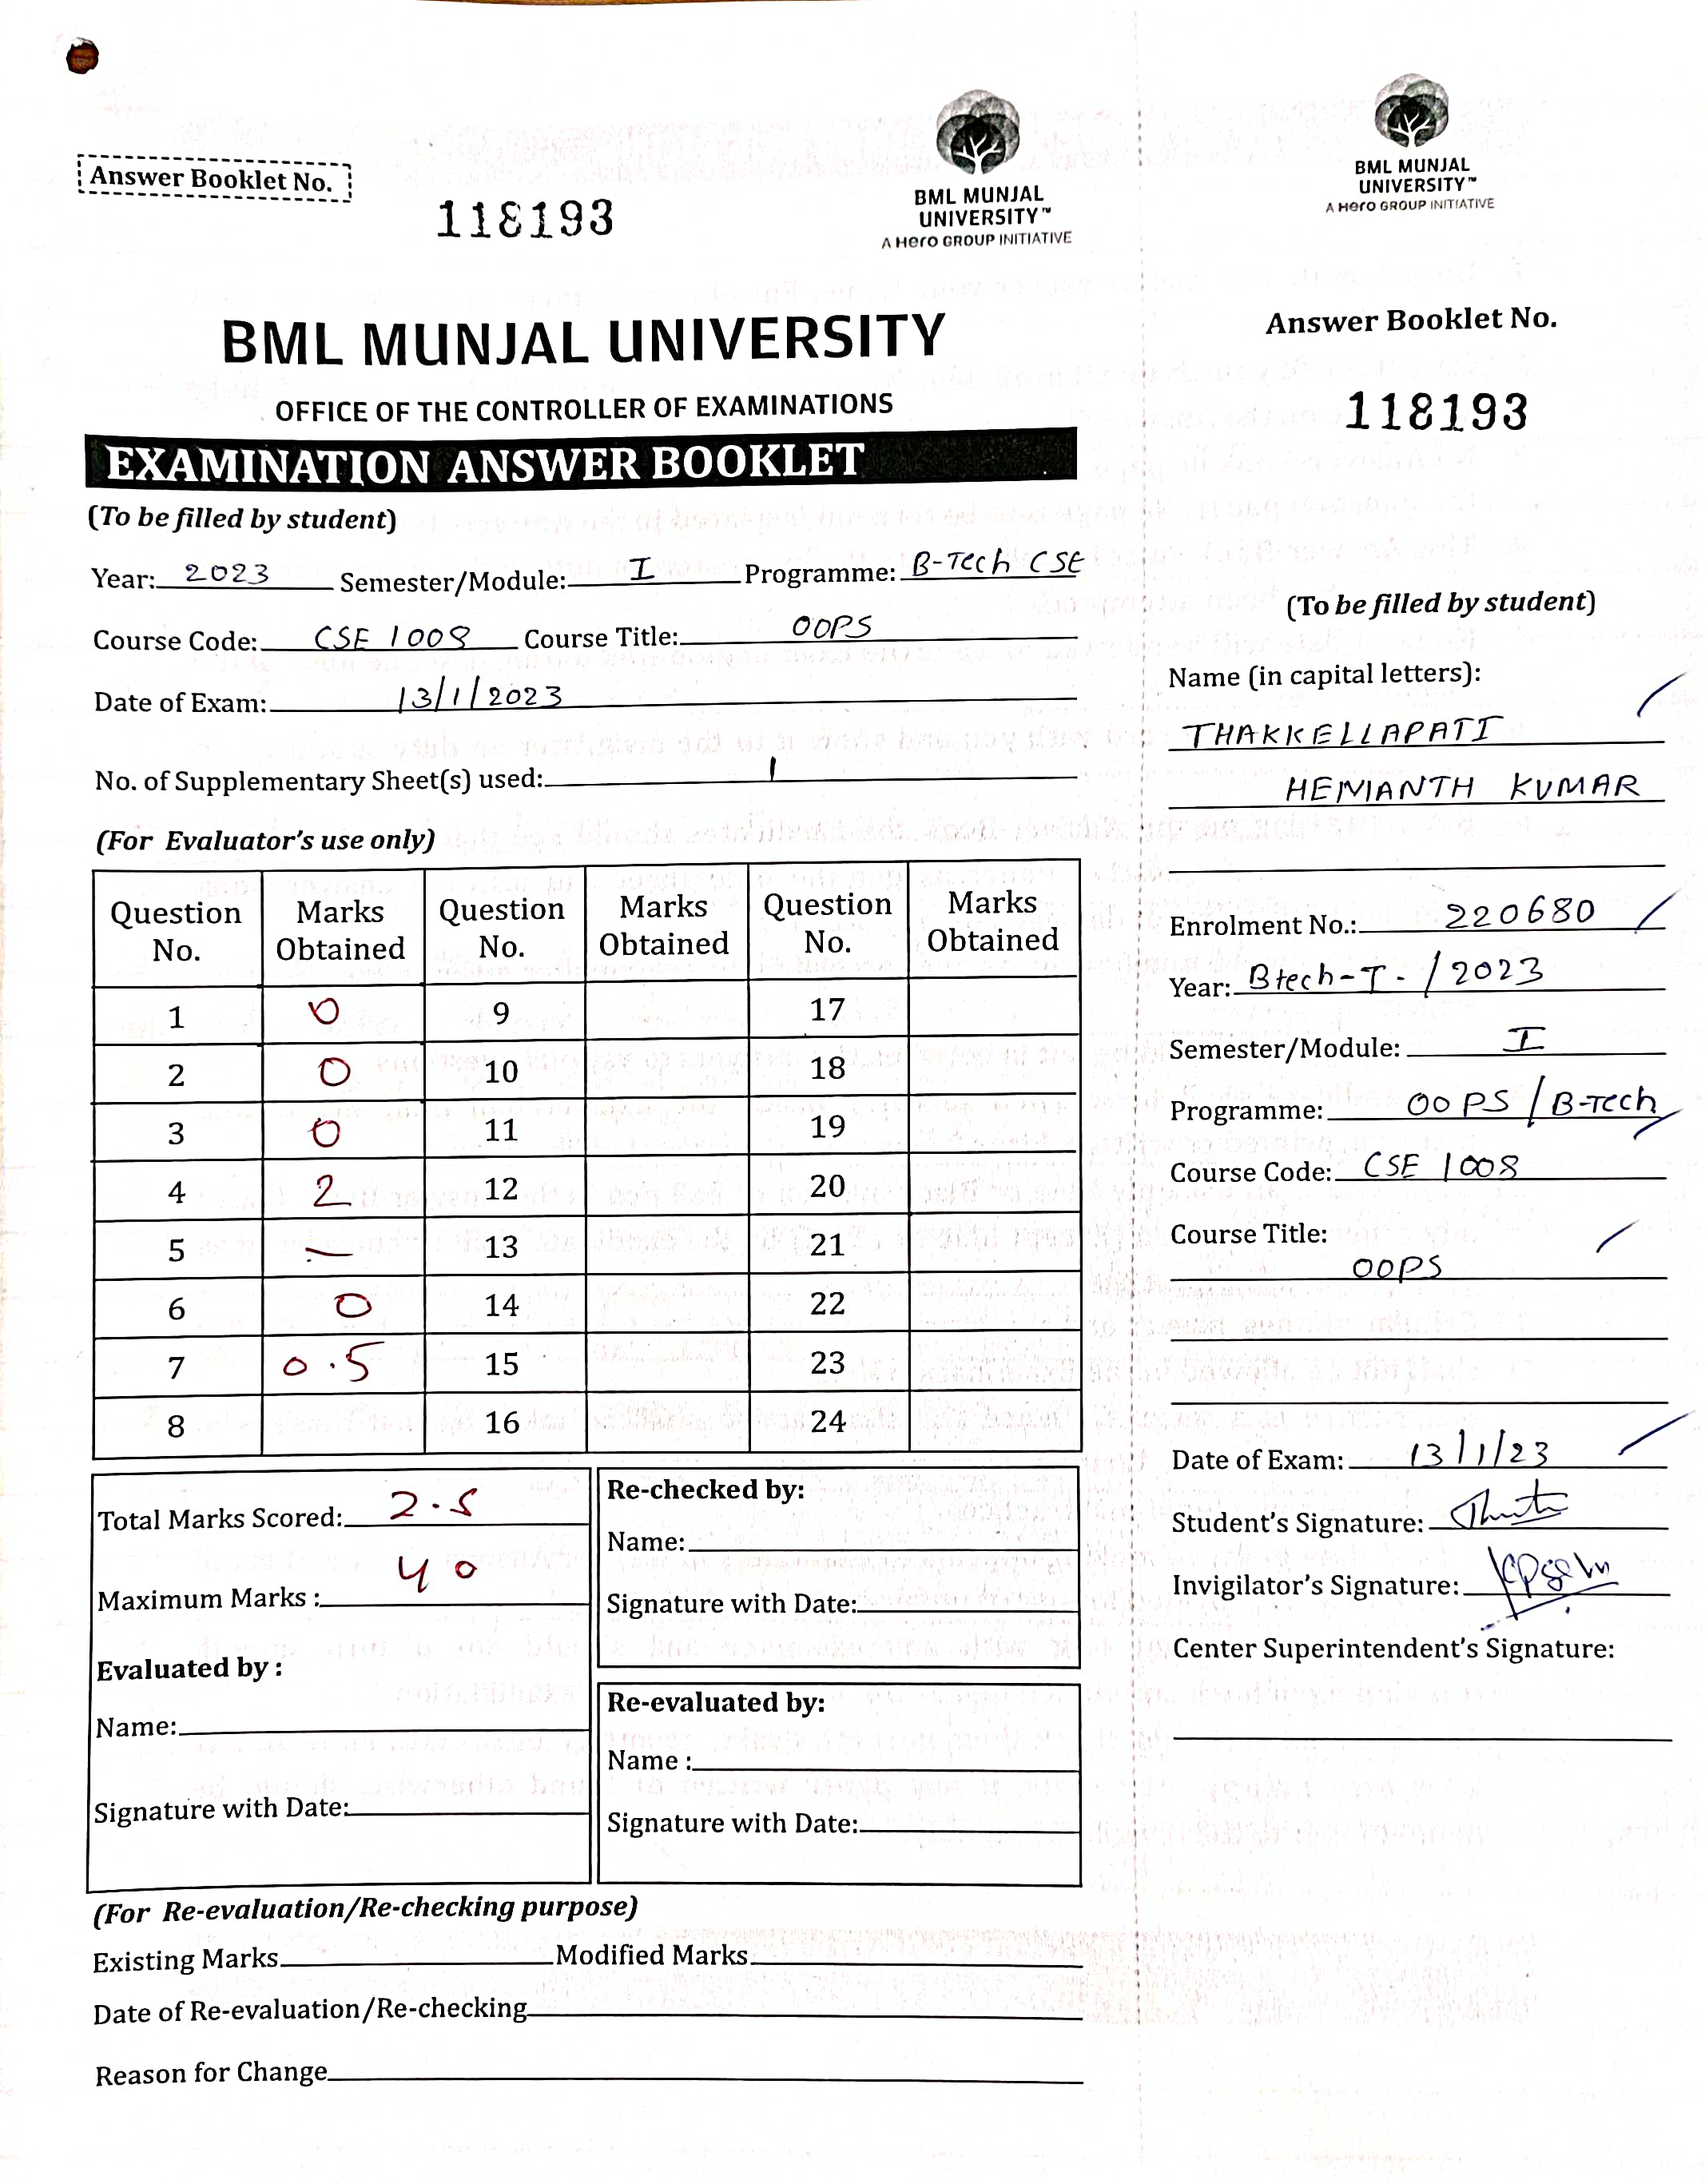 Answer Booklet No.
118193
BML MUNJAL
UNIVERSITY™
A Hero GROUP INITIATIVE
BML MUNJAL UNIVERSITY
OFFICE OF THE CONTROLLER OF EXAMINATIONS
EXAMINATION ANSWER BOOKLET
(To be filled by student)
Year: 2023 Semester/Module: I Programme: B-Tech CSE
Course Code: CSE 1008 Course Title: OOPS
Date of Exam: 13/1/2023
No. of Supplementary Sheet(s) used: 1
(For Evaluator's use only)
Question No. Marks Obtained Question No. Marks Obtained Question No. Marks Obtained
1 0 9 17
2 0 10 18
3 0 11 19
4 2 12 20
5 - 13 21
6 0 14 22
7 0.5 15 23
8 16 24
Total Marks Scored: 2.5
Maximum Marks : 40
Evaluated by :
Name:
Signature with Date:
Re-checked by:
Name:
Signature with Date:
Re-evaluated by:
Name :
Signature with Date:
(For Re-evaluation/Re-checking purpose)
Existing Marks Modified Marks
Date of Re-evaluation/Re-checking
Reason for Change
BML MUNJAL
UNIVERSITY™
A Hero GROUP INITIATIVE
Answer Booklet No.
118193
(To be filled by student)
Name (in capital letters):
THAKKELLAPATI
HEMANTH KUMAR
Enrolment No.: 220680
Year: Btech-I- / 2023
Semester/Module: I
Programme: OOPS / B-Tech
Course Code: CSE 1008
Course Title:
OOPS
Date of Exam: 13/1/23
Student's Signature:
Invigilator's Signature:
Center Superintendent's Signature: